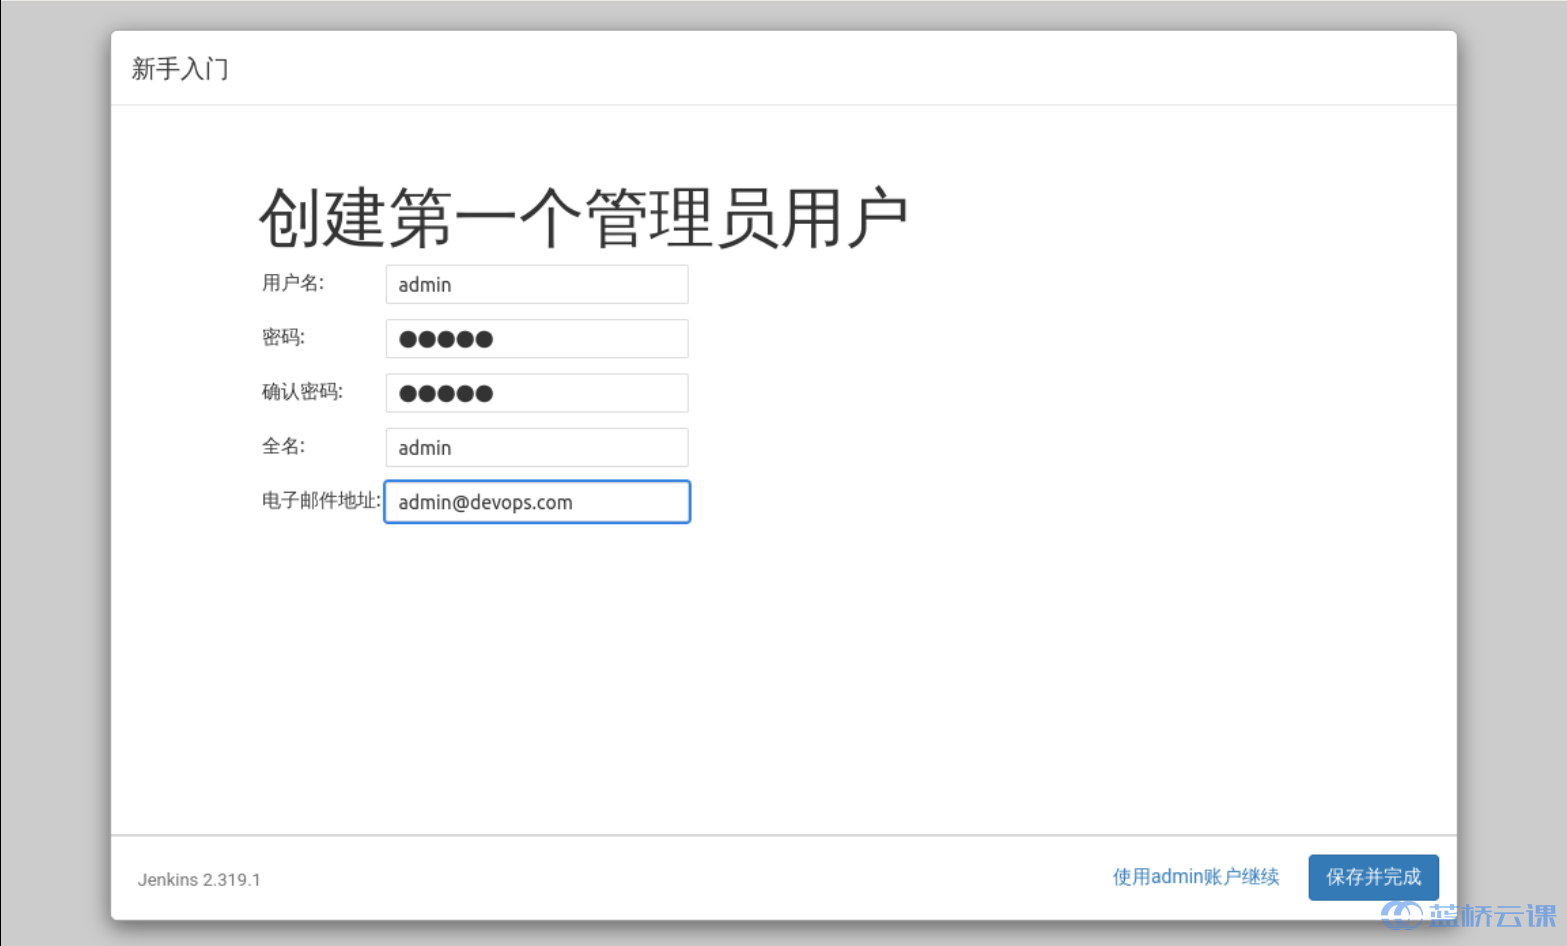 新手入门
创建第一个管理员用户
用户名: admin
密码: ●●●●●
确认密码: ●●●●●
全名: admin
电子邮件地址: admin@devops.com
Jenkins 2.319.1 使用admin账户继续 保存并完成
蓝桥云课